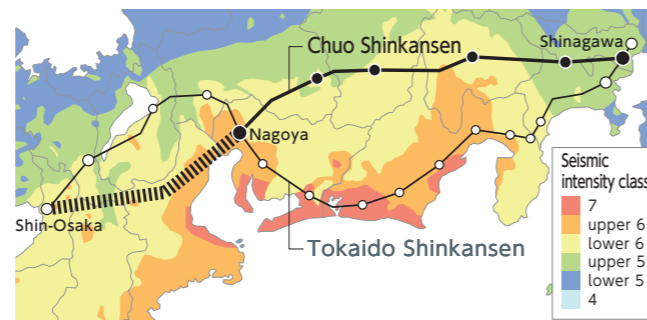 Chuo Shinkansen
Shinagawa
Nagoya
Shin-Osaka
Tokaido Shinkansen
Seismic
intensity class
7
upper 6
lower 6
upper 5
lower 5
4